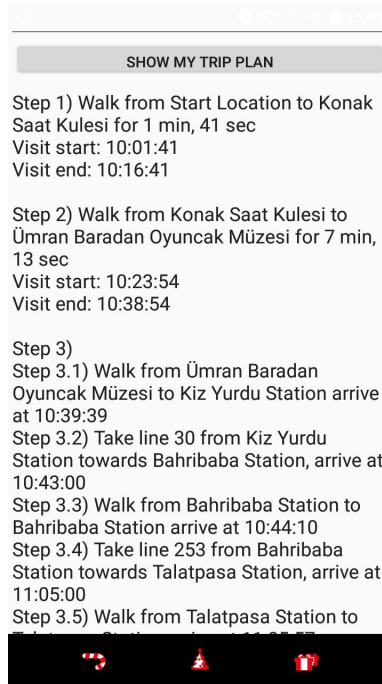 SHOW MY TRIP PLAN
Step 1) Walk from Start Location to Konak
Saat Kulesi for 1 min, 41 sec
Visit start: 10:01:41
Visit end: 10:16:41
Step 2) Walk from Konak Saat Kulesi to
Ümran Baradan Oyuncak Müzesi for 7 min,
13 sec
Visit start: 10:23:54
Visit end: 10:38:54
Step 3)
Step 3.1) Walk from Ümran Baradan
Oyuncak Müzesi to Kiz Yurdu Station arrive
at 10:39:39
Step 3.2) Take line 30 from Kiz Yurdu
Station towards Bahribaba Station, arrive at
10:43:00
Step 3.3) Walk from Bahribaba Station to
Bahribaba Station arrive at 10:44:10
Step 3.4) Take line 253 from Bahribaba
Station towards Talatpasa Station, arrive at
11:05:00
Step 3.5) Walk from Talatpasa Station to